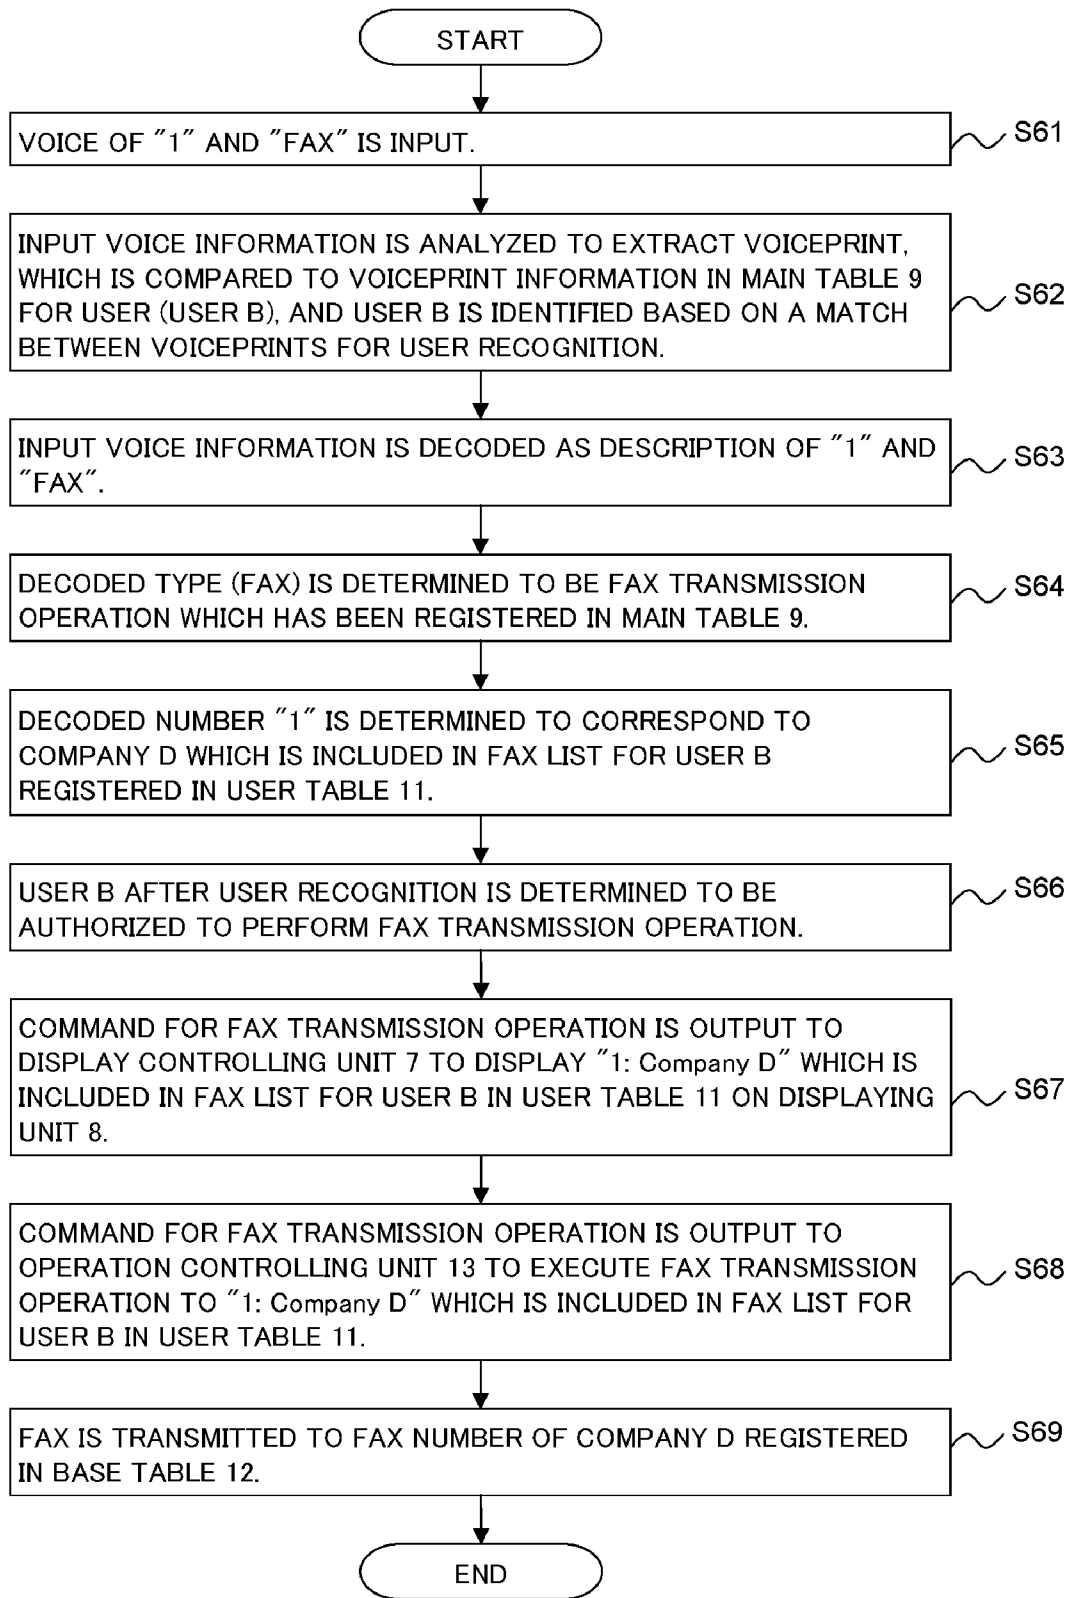 START
VOICE OF "1" AND "FAX" IS INPUT.
S61
INPUT VOICE INFORMATION IS ANALYZED TO EXTRACT VOICEPRINT,
WHICH IS COMPARED TO VOICEPRINT INFORMATION IN MAIN TABLE 9
FOR USER (USER B), AND USER B IS IDENTIFIED BASED ON A MATCH
BETWEEN VOICEPRINTS FOR USER RECOGNITION.
S62
INPUT VOICE INFORMATION IS DECODED AS DESCRIPTION OF "1" AND
"FAX".
S63
DECODED TYPE (FAX) IS DETERMINED TO BE FAX TRANSMISSION
OPERATION WHICH HAS BEEN REGISTERED IN MAIN TABLE 9.
S64
DECODED NUMBER "1" IS DETERMINED TO CORRESPOND TO
COMPANY D WHICH IS INCLUDED IN FAX LIST FOR USER B
REGISTERED IN USER TABLE 11.
S65
USER B AFTER USER RECOGNITION IS DETERMINED TO BE
AUTHORIZED TO PERFORM FAX TRANSMISSION OPERATION.
S66
COMMAND FOR FAX TRANSMISSION OPERATION IS OUTPUT TO
DISPLAY CONTROLLING UNIT 7 TO DISPLAY "1: Company D" WHICH IS
INCLUDED IN FAX LIST FOR USER B IN USER TABLE 11 ON DISPLAYING
UNIT 8.
S67
COMMAND FOR FAX TRANSMISSION OPERATION IS OUTPUT TO
OPERATION CONTROLLING UNIT 13 TO EXECUTE FAX TRANSMISSION
OPERATION TO "1: Company D" WHICH IS INCLUDED IN FAX LIST FOR
USER B IN USER TABLE 11.
S68
FAX IS TRANSMITTED TO FAX NUMBER OF COMPANY D REGISTERED
IN BASE TABLE 12.
S69
END